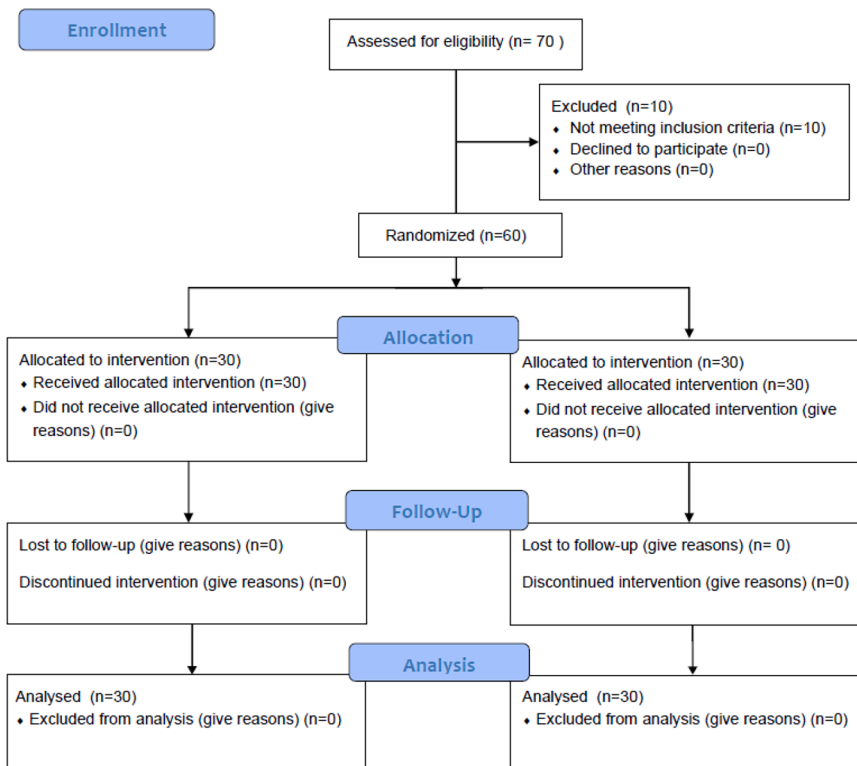 Enrollment
Assessed for eligibility (n= 70 )
Excluded (n=10)
⬧ Not meeting inclusion criteria (n=10)
⬧ Declined to participate (n=0)
⬧ Other reasons (n=0)
Randomized (n=60)
Allocation
Allocated to intervention (n=30)
⬧ Received allocated intervention (n=30)
⬧ Did not receive allocated intervention (give
reasons) (n=0)
Allocated to intervention (n=30)
⬧ Received allocated intervention (n=30)
⬧ Did not receive allocated intervention (give
reasons) (n=0)
Follow-Up
Lost to follow-up (give reasons) (n=0)
Discontinued intervention (give reasons) (n=0)
Lost to follow-up (give reasons) (n= 0)
Discontinued intervention (give reasons) (n=0)
Analysis
Analysed (n=30)
⬧ Excluded from analysis (give reasons) (n=0)
Analysed (n=30)
⬧ Excluded from analysis (give reasons) (n=0)